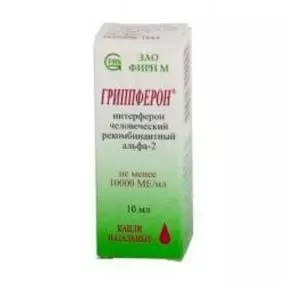 ЗАО
ФИРН М
ГРИППФЕРОН®
интерферон
человеческий
рекомбинантный
альфа-2
не менее
10000 МЕ/мл
10 мл
КАПЛИ
НАЗАЛЬНЫЕ